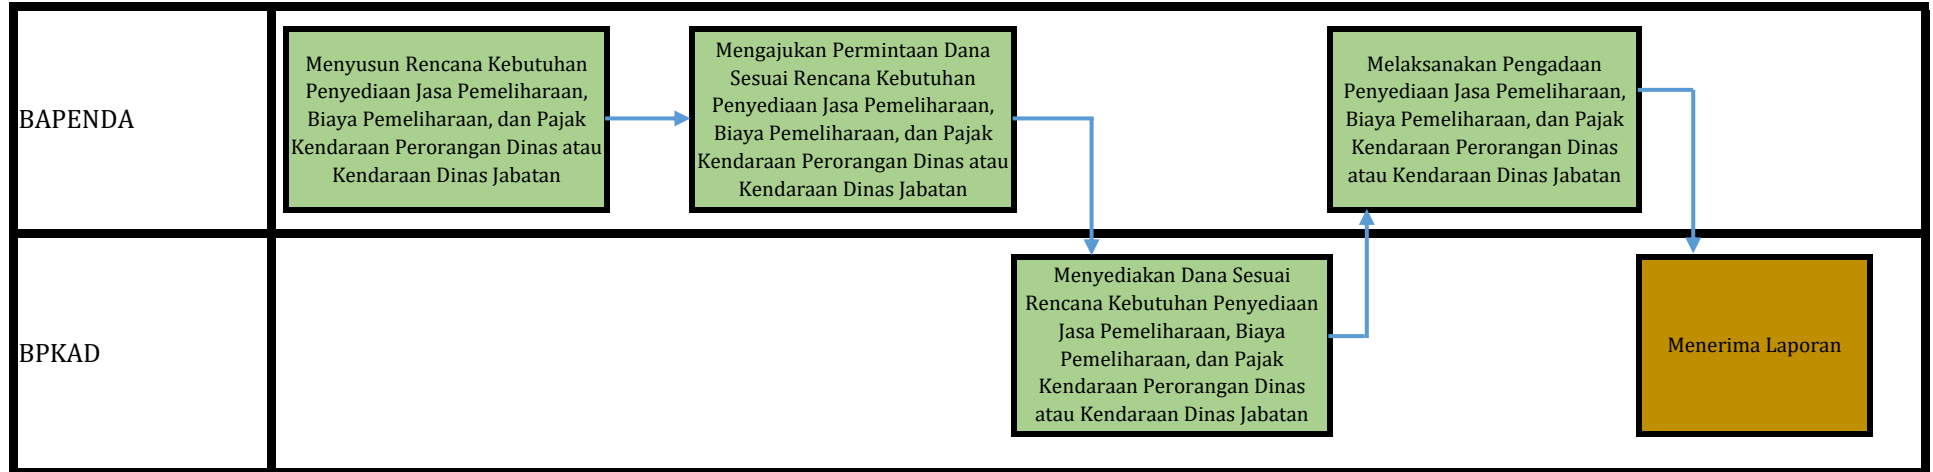 BAPENDA
Menyusun Rencana Kebutuhan
Penyediaan Jasa Pemeliharaan,
Biaya Pemeliharaan, dan Pajak
Kendaraan Perorangan Dinas atau
Kendaraan Dinas Jabatan
Mengajukan Permintaan Dana
Sesuai Rencana Kebutuhan
Penyediaan Jasa Pemeliharaan,
Biaya Pemeliharaan, dan Pajak
Kendaraan Perorangan Dinas atau
Kendaraan Dinas Jabatan
Melaksanakan Pengadaan
Penyediaan Jasa Pemeliharaan,
Biaya Pemeliharaan, dan Pajak
Kendaraan Perorangan Dinas
atau Kendaraan Dinas Jabatan
BPKAD
Menyediakan Dana Sesuai
Rencana Kebutuhan Penyediaan
Jasa Pemeliharaan, Biaya
Pemeliharaan, dan Pajak
Kendaraan Perorangan Dinas
atau Kendaraan Dinas Jabatan
Menerima Laporan